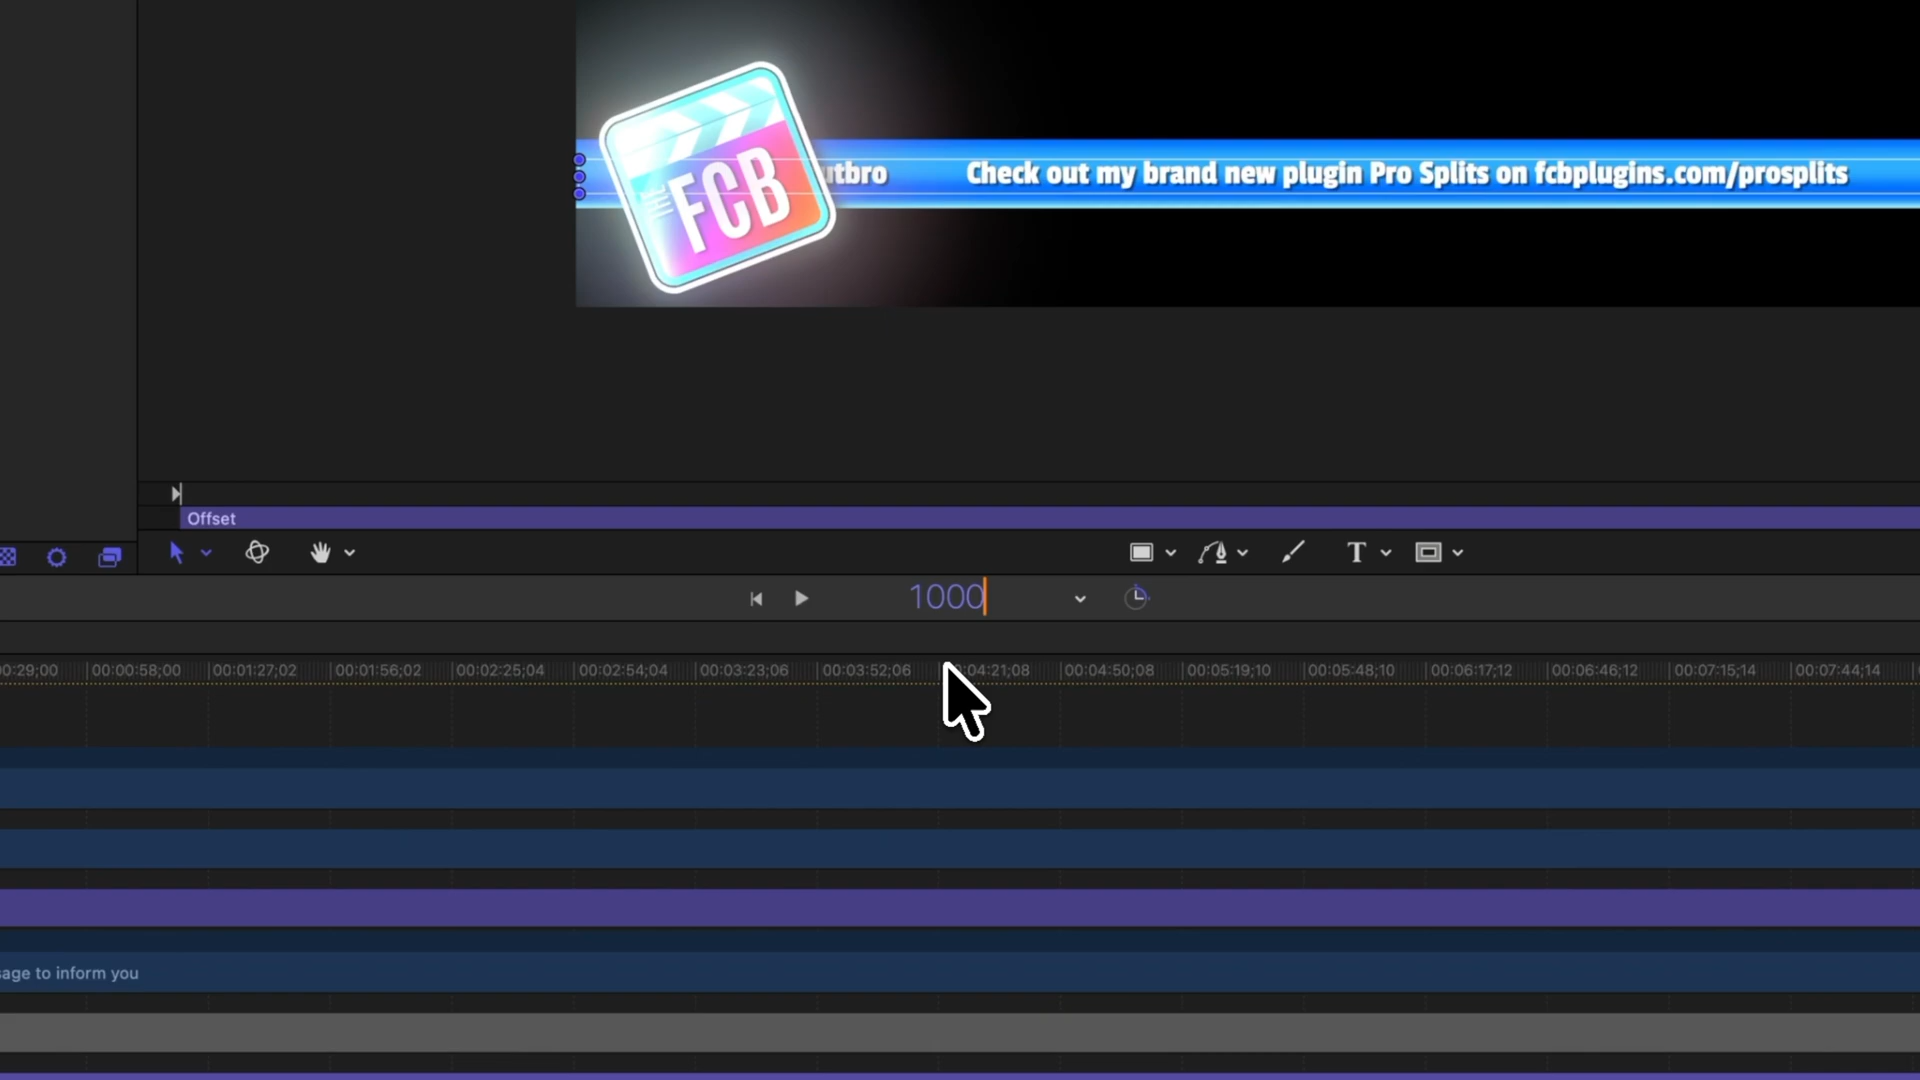 THE
FCB
utbro Check out my brand new plugin Pro Splits on fcbplugins.com/prosplits
Offset
T
1000
0:29:00 00:00:58;00 00:01:27;02 00:01:56;02 00:02:25;04 00:02:54;04 00:03:23;06 00:03:52;06 04:21;08 00:04:50;08 00:05:19;10 00:05:48;10 00:06:17;12 00:06:46;12 00:07:15;14 00:07:44;14
sage to inform you